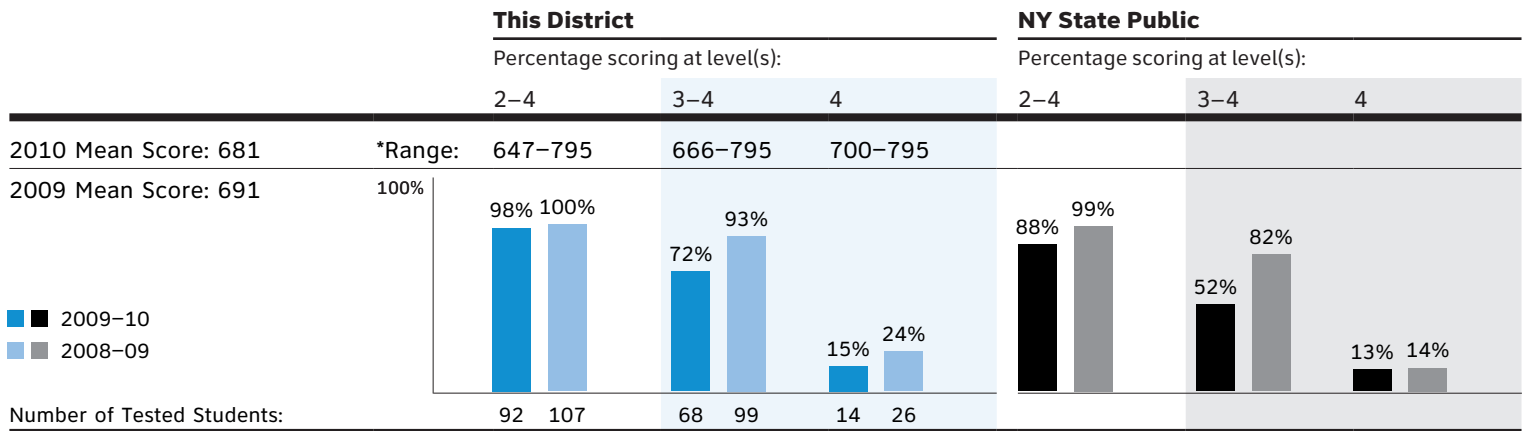 This District NY State Public
Percentage scoring at level(s): Percentage scoring at level(s):
2–4 3–4 4 2–4 3–4 4
2010 Mean Score: 681 *Range: 647–795 666–795 700–795
2009 Mean Score: 691 100%
98% 100% 72% 93% 15% 24% 88% 99% 52% 82% 13% 14%
2009–10
2008–09
Number of Tested Students: 92 107 68 99 14 26